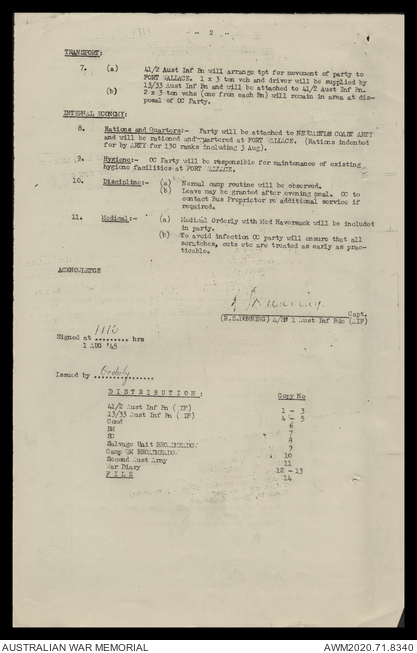 - 2 -
TRANSPORT:
7. (a) 41/2 Aust Inf Bn will arrange tpt for movement of party to
FORT WALLACE. 1 x 3 ton veh and driver will be supplied by
13/33 Aust Inf Bn and will be attached to 41/2 Aust Inf Bn.
(b) 2 x 3 ton vehs (one from each Bn) will remain in area at dis-
posal of OC Party.
INTERNAL ECONOMY:
8. Rations and Quarters:- Party will be attached to NEWCASTLE COAST ARTY
and will be rationed and quartered at FORT WALLACE. (Rations indented
for by ARTY for 130 ranks including 3 Aug).
9. Hygiene:- OC Party will be responsible for maintenance of existing
hygiene facilities at FORT WALLACE.
10. Discipline:- (a) Normal camp routine will be observed.
(b) Leave may be granted after evening meal. OC to
contact Bus Proprietor re additional service if
required.
11. Medical:- (a) Medical Orderly with Med Haversack will be included
in party.
(b) To avoid infection OC party will ensure that all
scratches, cuts etc are treated as early as prac-
ticable.
ACKNOWLEDGE
Capt.
(R.S. DENNING) A/BM 1 Aust Inf Bde (AIF)
Signed at 1110 hrs
1 AUG '45
Issued by Orderly
DISTRIBUTION: Copy No
41/2 Aust Inf Bn (AIF) 1 - 3
13/33 Aust Inf Bn (AIF) 4 - 5
Comd 6
BM 7
SC 8
Salvage Unit BROADMEADOW 9
Camp QM BROADMEADOW 10
Second Aust Army 11
War Diary 12 - 13
FILE 14
AUSTRALIAN WAR MEMORIAL
AWM2020.71.8340